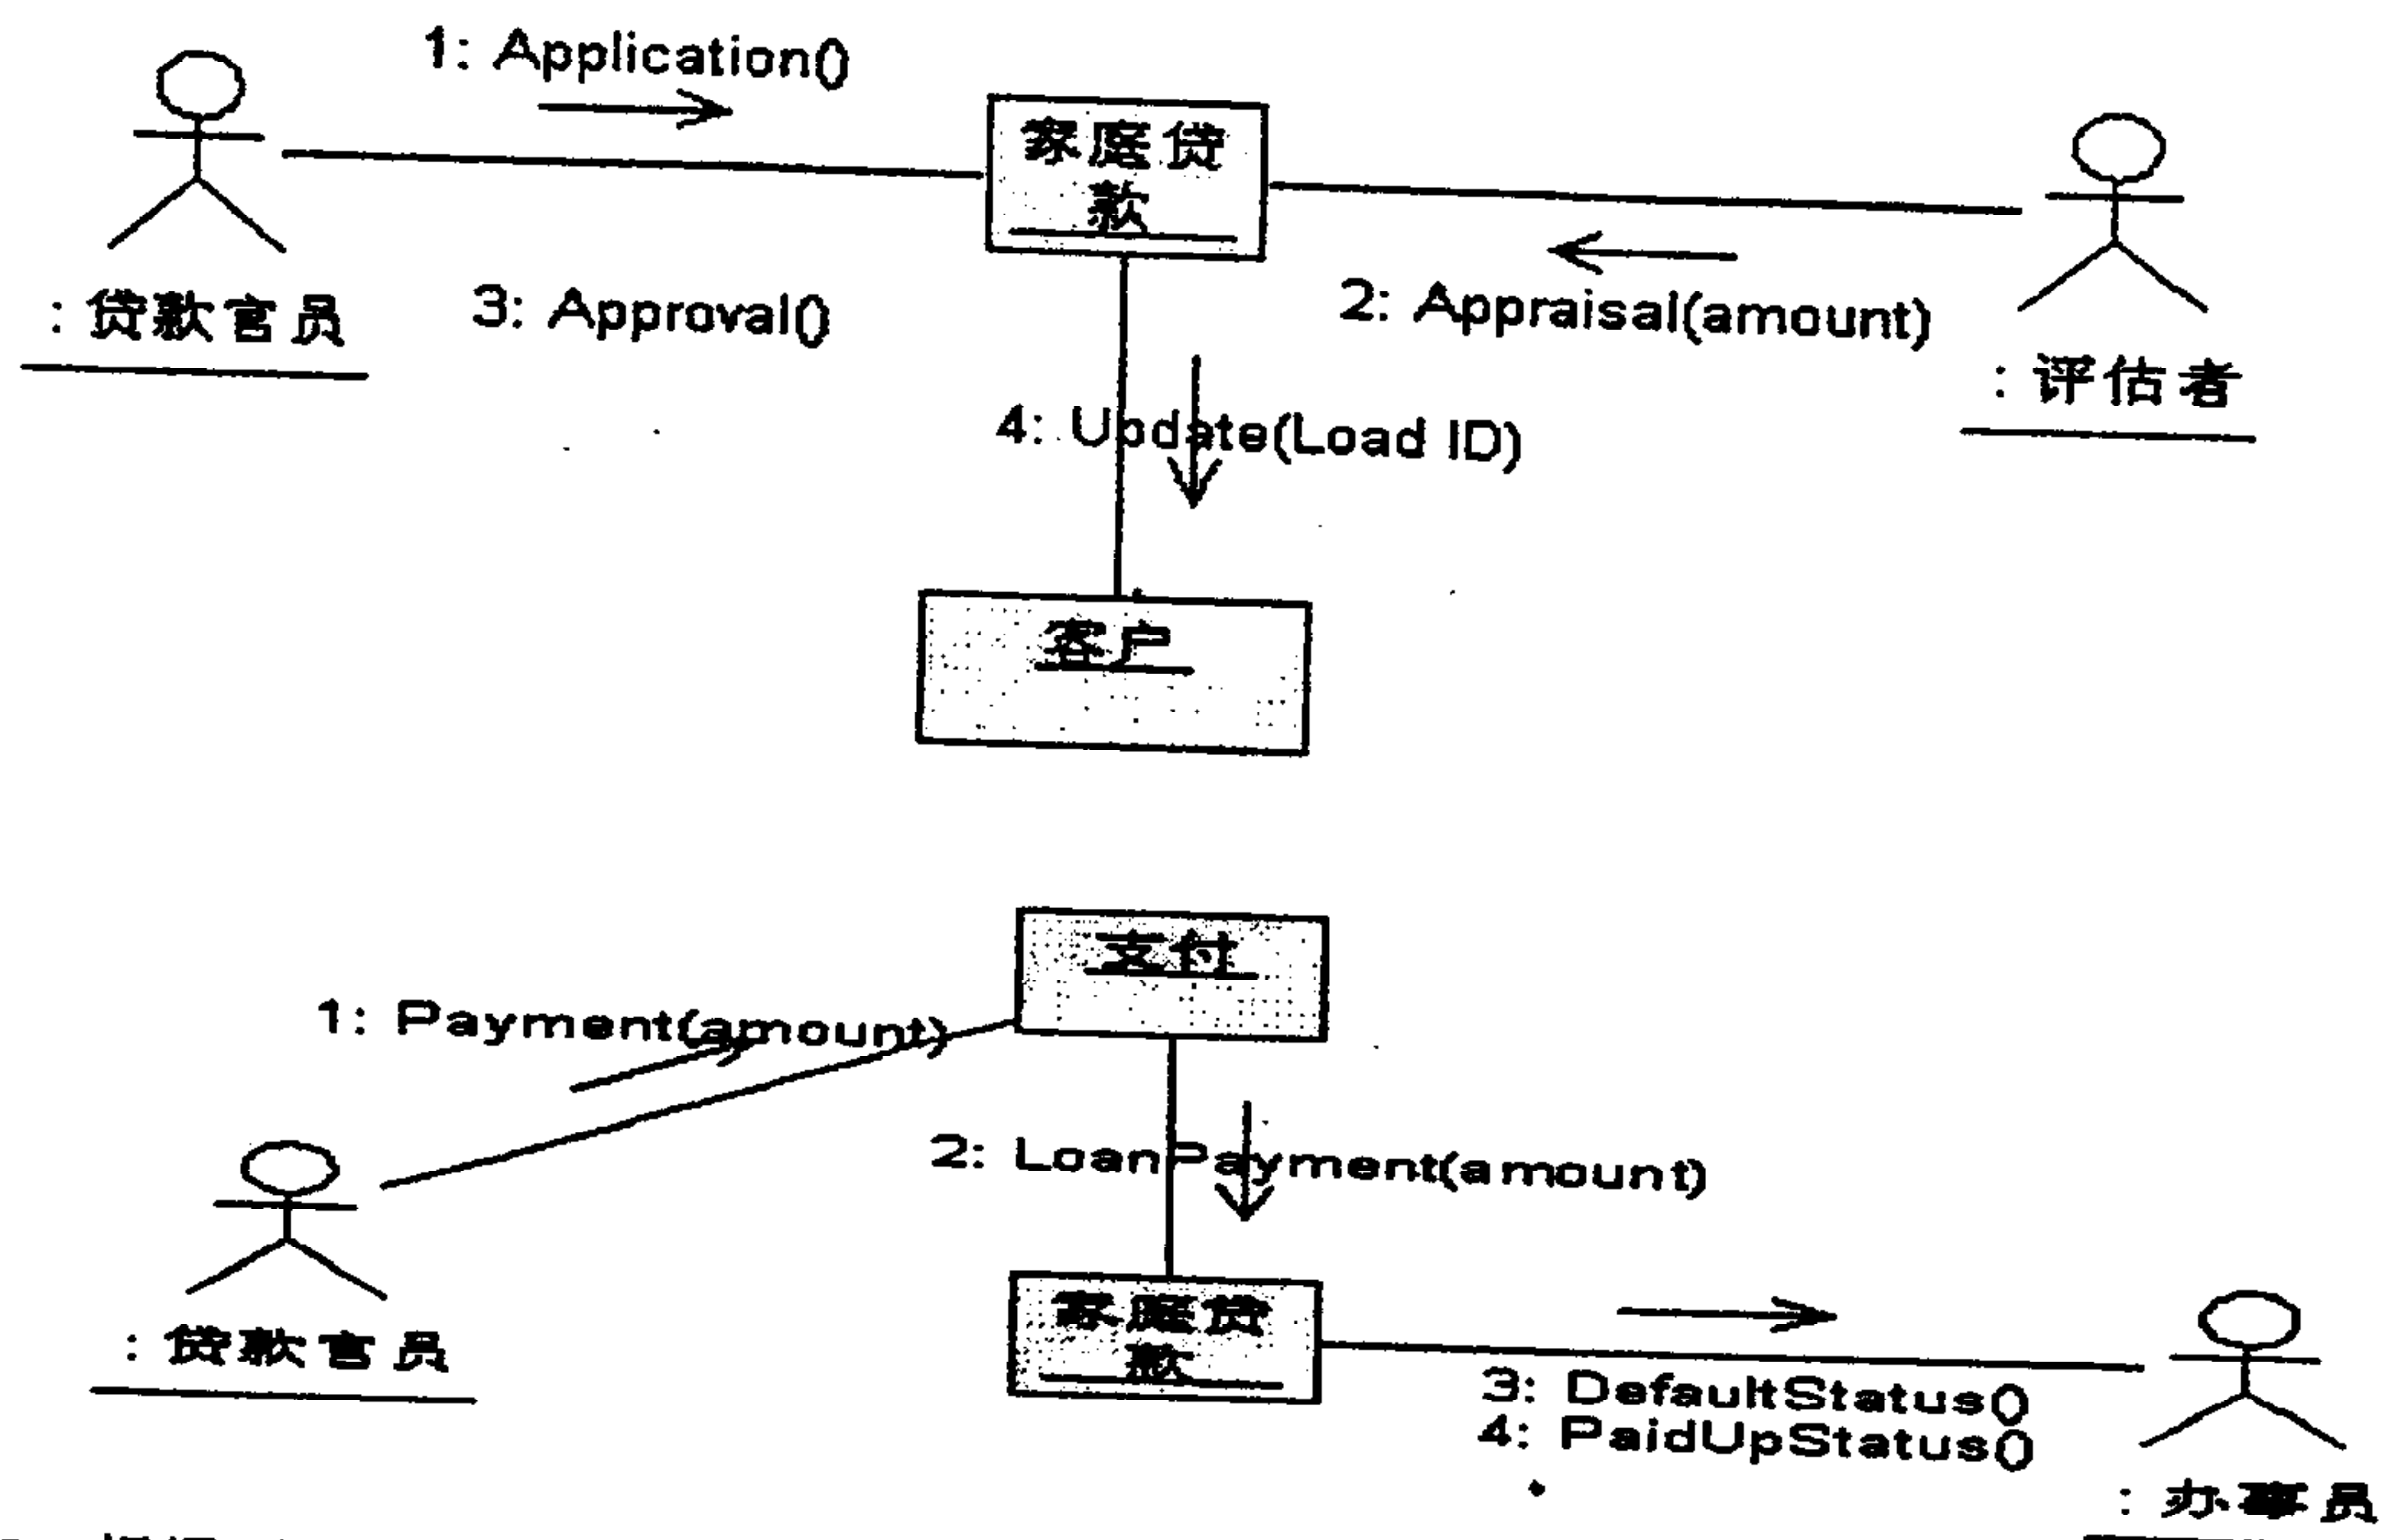 1: Application()
家庭贷
款
: 贷款官员
3: Approval()
2: Appraisal(amount)
: 评估者
4: Update(Load ID)
客户
支付
1: Payment(amount)
2: LoanPayment(amount)
: 贷款官员
家庭贷
款
3: DefaultStatus()
4: PaidUpStatus()
: 办事员